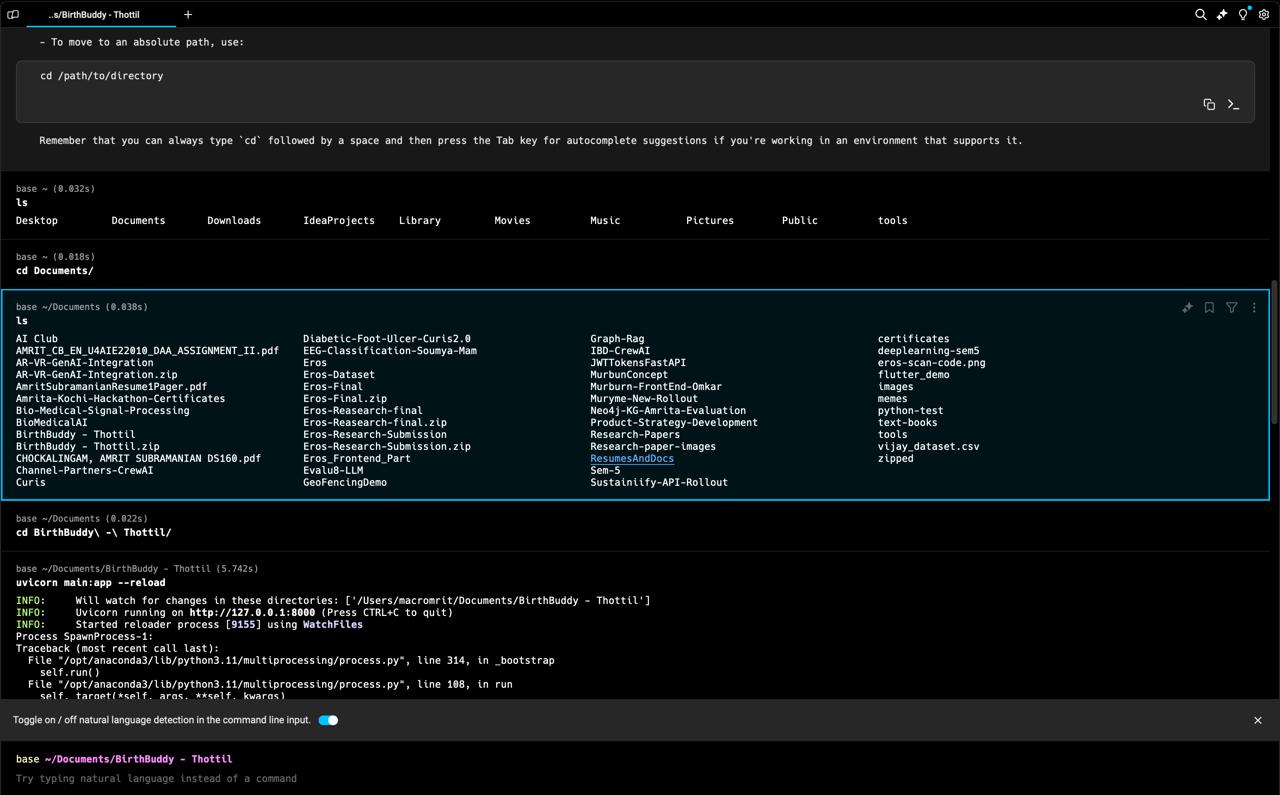 ..s/BirthBuddy - Thottil
- To move to an absolute path, use:
cd /path/to/directory
Remember that you can always type `cd` followed by a space and then press the Tab key for autocomplete suggestions if you're working in an environment that supports it.
base ~ (0.032s)
ls
Desktop Documents Downloads IdeaProjects Library Movies Music Pictures Public tools
base ~ (0.018s)
cd Documents/
base ~/Documents (0.038s)
ls
AI Club Diabetic-Foot-Ulcer-Curis2.0 Graph-Rag certificates
AMRIT_CB_EN_U4AIE22010_DAA_ASSIGNMENT_II.pdf EEG-Classification-Soumya-Mam IBD-CrewAI deeplearning-sem5
AR-VR-GenAI-Integration Eros JWTTokensFastAPI eros-scan-code.png
AR-VR-GenAI-Integration.zip Eros-Dataset MurbunConcept flutter_demo
AmritSubramanianResume1Pager.pdf Eros-Final Murburn-FrontEnd-Omkar images
Amrita-Kochi-Hackathon-Certificates Eros-Final.zip Muryme-New-Rollout memes
Bio-Medical-Signal-Processing Eros-Reasearch-final Neo4j-KG-Amrita-Evaluation python-test
BioMedicalAI Eros-Reasearch-final.zip Product-Strategy-Development text-books
BirthBuddy - Thottil Eros-Research-Submission Research-Papers tools
BirthBuddy - Thottil.zip Eros-Research-Submission.zip Research-paper-images vijay_dataset.csv
CHOCKALINGAM, AMRIT SUBRAMANIAN DS160.pdf Eros_Frontend_Part ResumesAndDocs zipped
Channel-Partners-CrewAI Evalu8-LLM Sem-5
Curis GeoFencingDemo Sustainiify-API-Rollout
base ~/Documents (0.022s)
cd BirthBuddy\ -\ Thottil/
base ~/Documents/BirthBuddy - Thottil (5.742s)
uvicorn main:app --reload
INFO: Will watch for changes in these directories: ['/Users/macromrit/Documents/BirthBuddy - Thottil']
INFO: Uvicorn running on http://127.0.0.1:8000 (Press CTRL+C to quit)
INFO: Started reloader process [9155] using WatchFiles
Process SpawnProcess-1:
Traceback (most recent call last):
File "/opt/anaconda3/lib/python3.11/multiprocessing/process.py", line 314, in _bootstrap
self.run()
File "/opt/anaconda3/lib/python3.11/multiprocessing/process.py", line 108, in run
self._target(*self._args, **self._kwargs)
Toggle on / off natural language detection in the command line input.
base ~/Documents/BirthBuddy - Thottil
Try typing natural language instead of a command